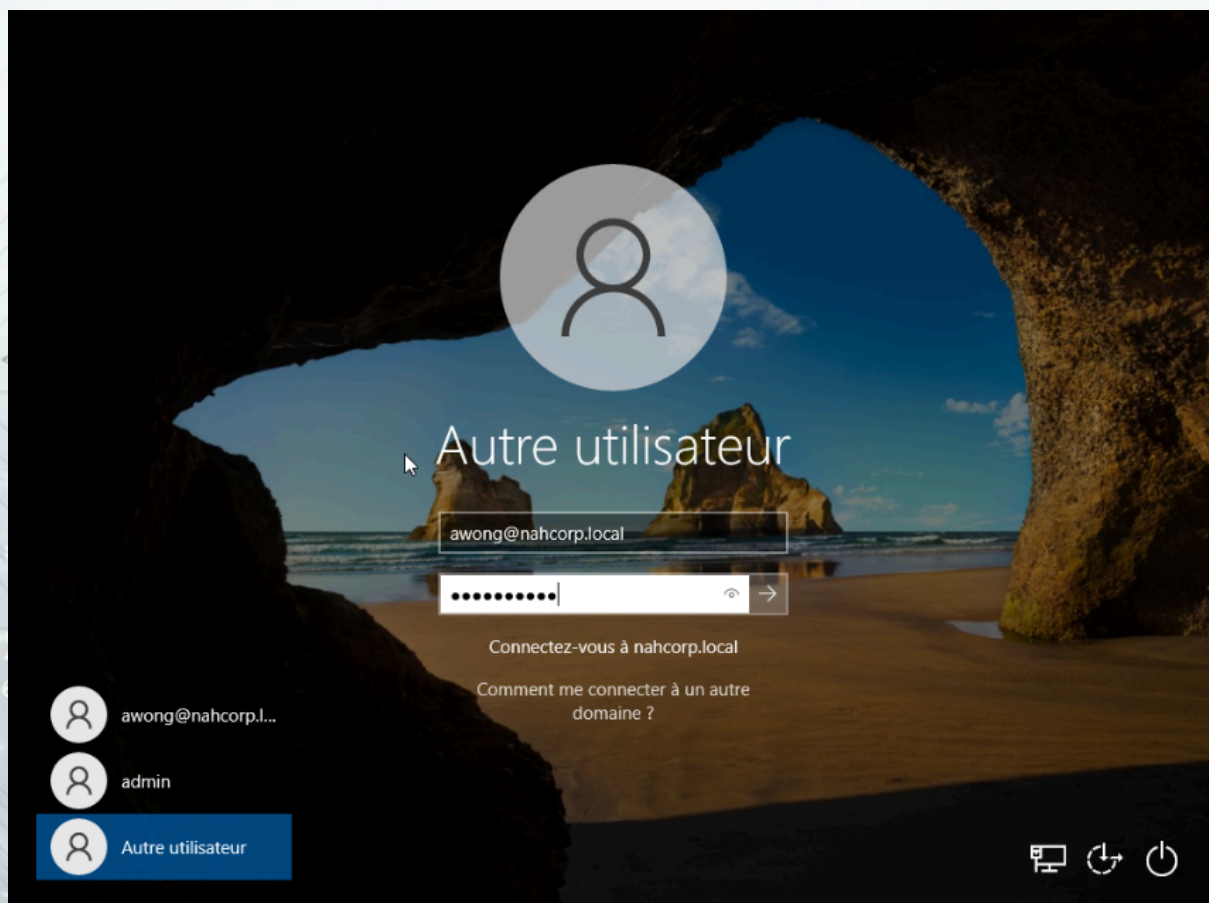 Autre utilisateur
awong@nahcorp.local
••••••••••
Connectez-vous à nahcorp.local
Comment me connecter à un autre
domaine ?
awong@nahcorp.l...
admin
Autre utilisateur